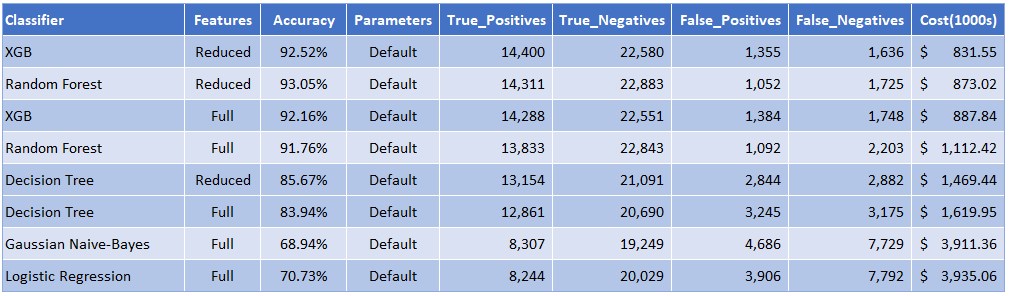 Classifier Features Accuracy Parameters True_Positives True_Negatives False_Positives False_Negatives Cost(1000s)
XGB Reduced 92.52% Default 14,400 22,580 1,355 1,636 $ 831.55
Random Forest Reduced 93.05% Default 14,311 22,883 1,052 1,725 $ 873.02
XGB Full 92.16% Default 14,288 22,551 1,384 1,748 $ 887.84
Random Forest Full 91.76% Default 13,833 22,843 1,092 2,203 $ 1,112.42
Decision Tree Reduced 85.67% Default 13,154 21,091 2,844 2,882 $ 1,469.44
Decision Tree Full 83.94% Default 12,861 20,690 3,245 3,175 $ 1,619.95
Gaussian Naive-Bayes Full 68.94% Default 8,307 19,249 4,686 7,729 $ 3,911.36
Logistic Regression Full 70.73% Default 8,244 20,029 3,906 7,792 $ 3,935.06